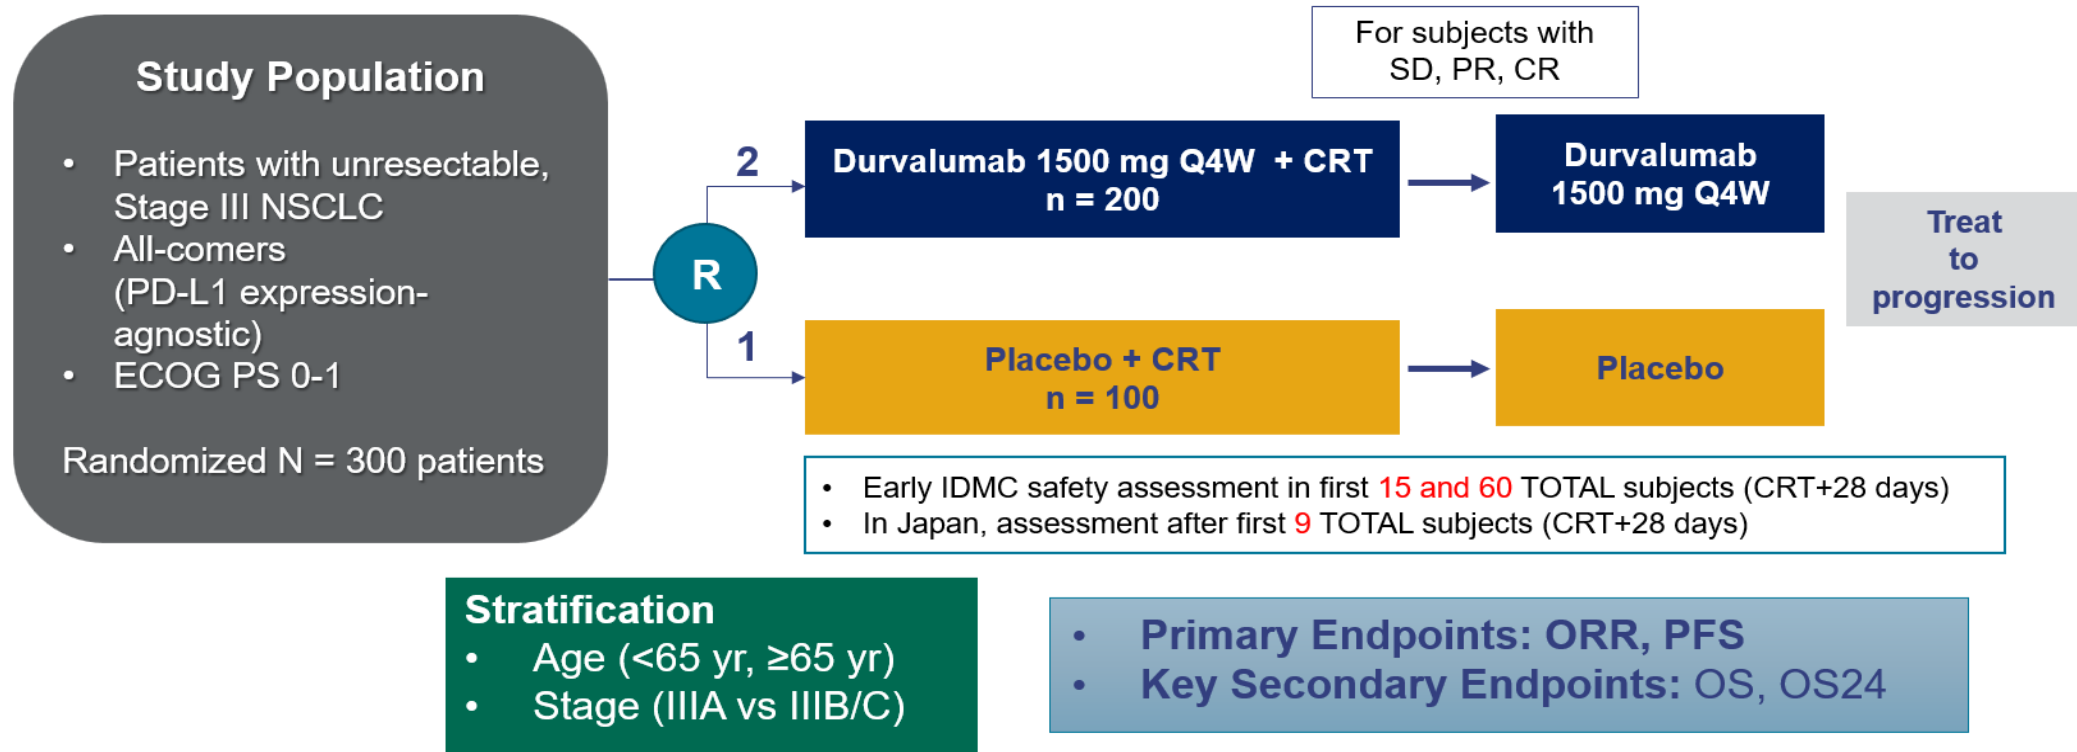 Study Population
• Patients with unresectable,
Stage III NSCLC
• All-comers
(PD-L1 expression-
agnostic)
• ECOG PS 0-1
Randomized N = 300 patients
R
2
1
For subjects with
SD, PR, CR
Durvalumab 1500 mg Q4W + CRT
n = 200
Durvalumab
1500 mg Q4W
Placebo + CRT
n = 100
Placebo
Treat
to
progression
• Early IDMC safety assessment in first 15 and 60 TOTAL subjects (CRT+28 days)
• In Japan, assessment after first 9 TOTAL subjects (CRT+28 days)
Stratification
• Age (<65 yr, ≥65 yr)
• Stage (IIIA vs IIIB/C)
• Primary Endpoints: ORR, PFS
• Key Secondary Endpoints: OS, OS24